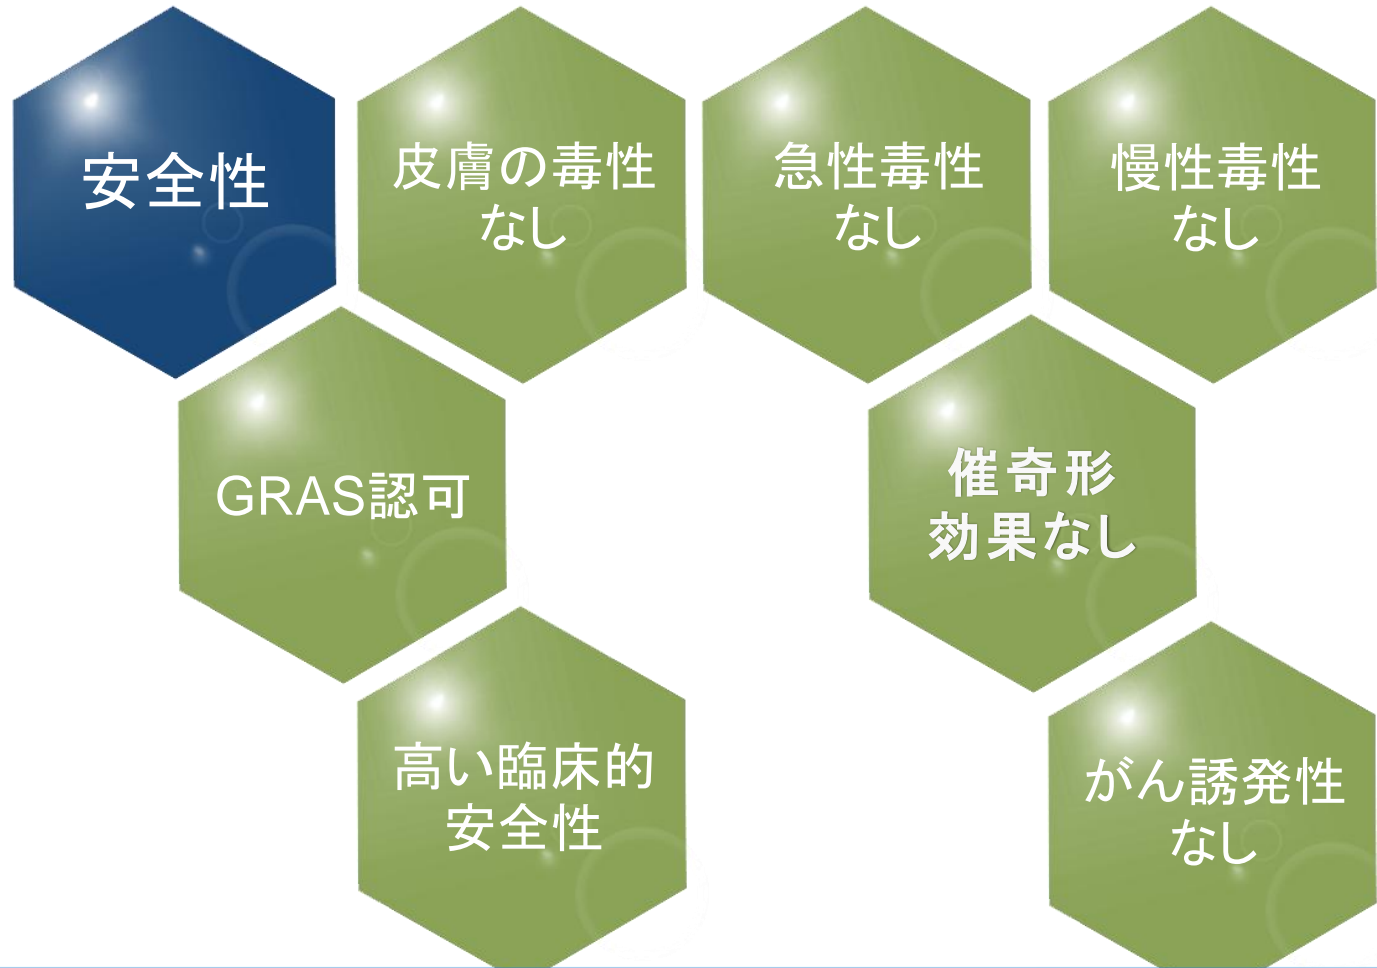 安全性
皮膚の毒性
なし
急性毒性
なし
慢性毒性
なし
GRAS認可
催奇形
効果なし
高い臨床的
安全性
がん誘発性
なし